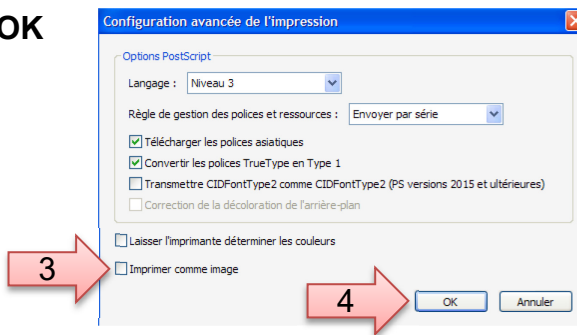 OK
Configuration avancée de l'impression
Options PostScript
Langage : Niveau 3
Règle de gestion des polices et ressources : Envoyer par série
Télécharger les polices asiatiques
Convertir les polices TrueType en Type 1
Transmettre CIDFontType2 comme CIDFontType2 (PS versions 2015 et ultérieures)
Correction de la décoloration de l'arrière-plan
Laisser l'imprimante déterminer les couleurs
3 Imprimer comme image
4 OK Annuler